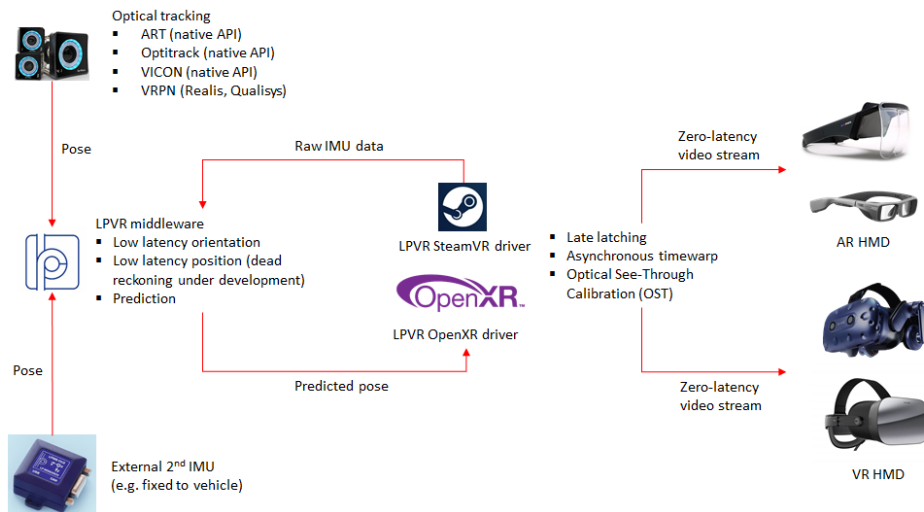 Optical tracking
▪ ART (native API)
▪ Optitrack (native API)
▪ VICON (native API)
▪ VRPN (Realis, Qualisys)
Pose
Raw IMU data
Zero-latency
video stream
LPVR middleware
▪ Low latency orientation
▪ Low latency position (dead
reckoning under development)
▪ Prediction
LPVR SteamVR driver
OpenXR™
LPVR OpenXR driver
▪ Late latching
▪ Asynchronous timewarp
▪ Optical See-Through
Calibration (OST)
AR HMD
Pose
Predicted pose
Zero-latency
video stream
External 2nd IMU
(e.g. fixed to vehicle)
VR HMD